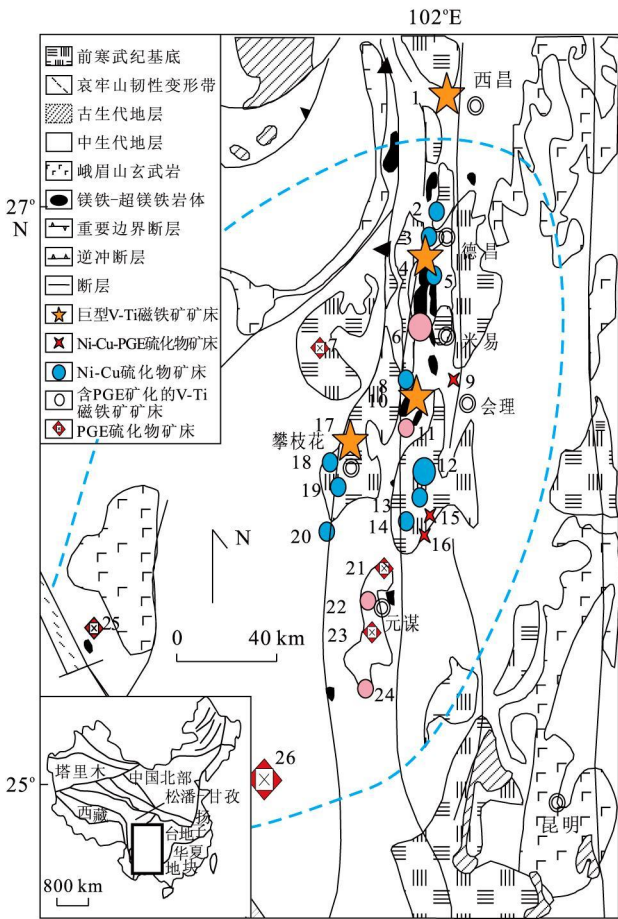 102°E
前寒武纪基底
哀牢山韧性变形带
古生代地层
中生代地层
峨眉山玄武岩
镁铁-超镁铁岩体
重要边界断层
逆冲断层
断层
巨型V-Ti磁铁矿矿床
Ni-Cu-PGE硫化物矿床
Ni-Cu硫化物矿床
含PGE矿化的V-Ti
磁铁矿矿床
PGE硫化物矿床
27°
N
25°
西昌
1
2
3
德昌
4
5
6
米易
7
8
9
10
会理
11
17
攀枝花
18
12
19
13
14
15
20
16
N
21
22
元谋
23
0
40 km
24
25
26
昆明
塔里木
中国北部
松潘
甘孜
西藏
扬
台地子
华夏
地块
800 km